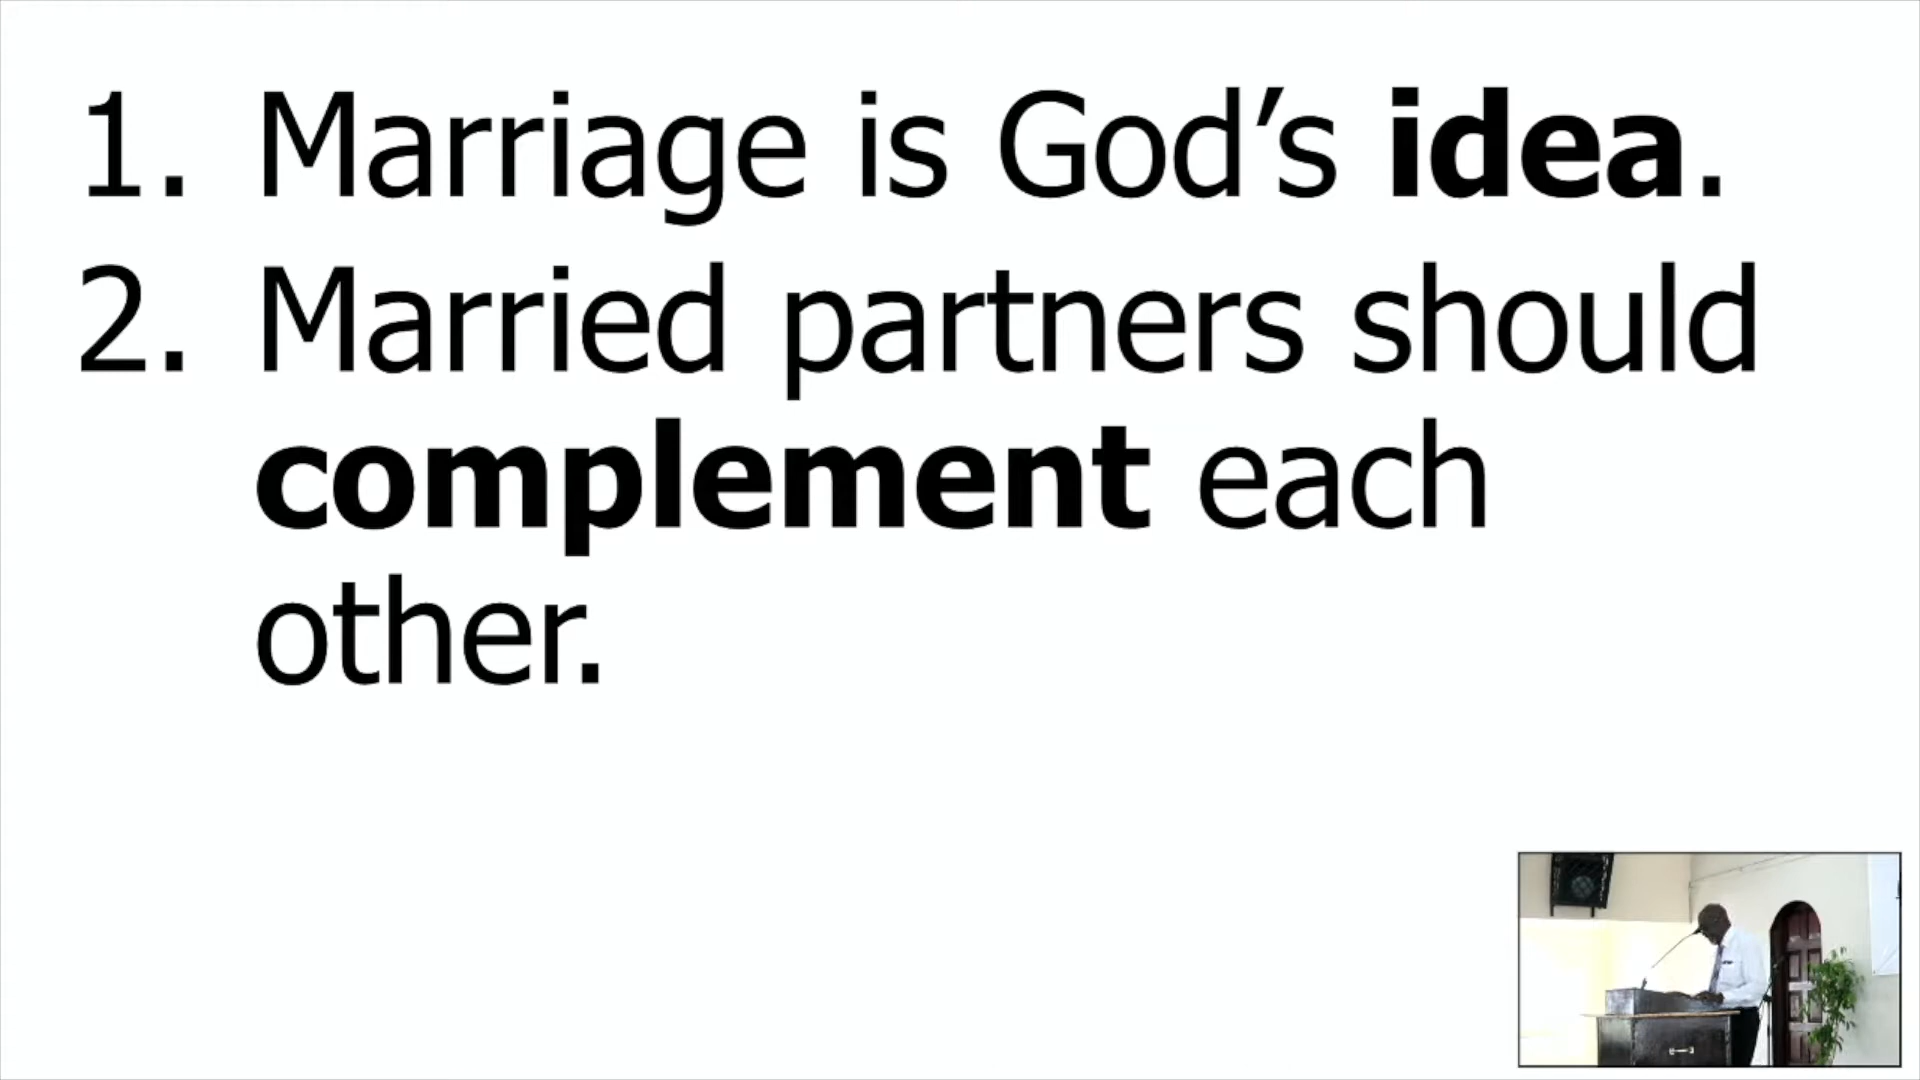 1. Marriage is God’s idea.
2. Married partners should
complement each
other.